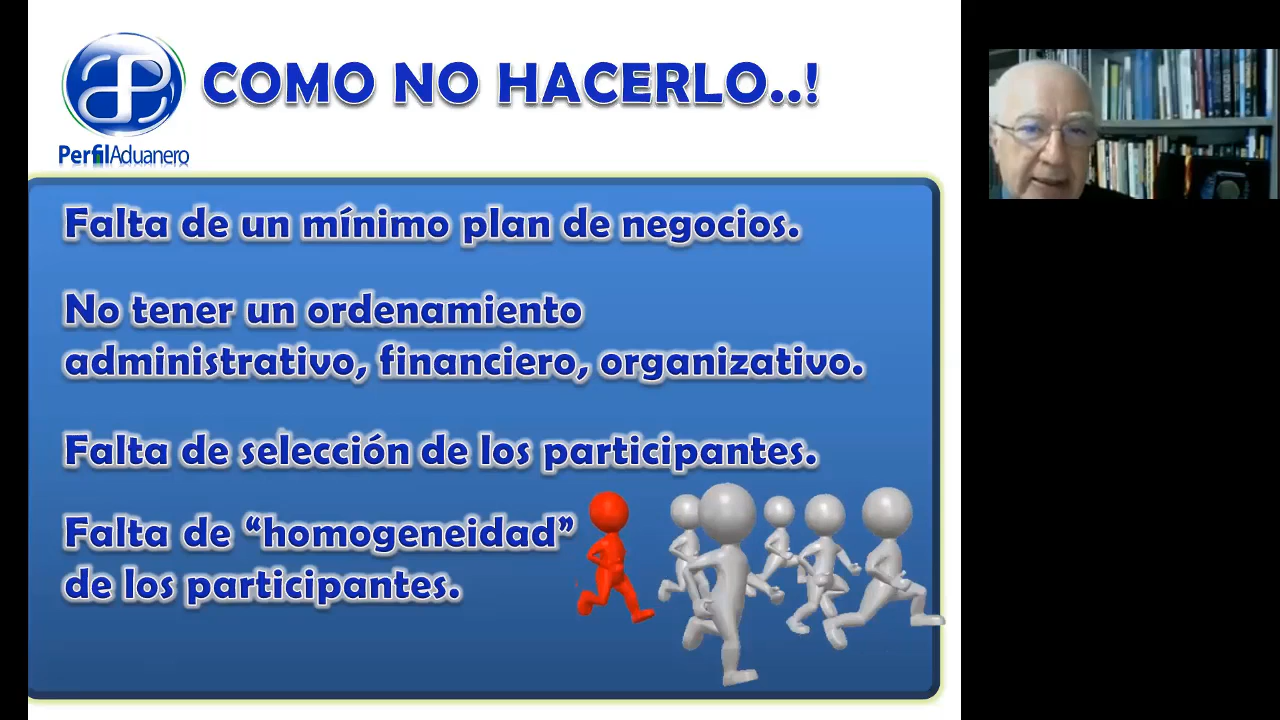 COMO NO HACERLO..!
PerfilAduanero
Falta de un mínimo plan de negocios.
No tener un ordenamiento
administrativo, financiero, organizativo.
Falta de selección de los participantes.
Falta de “homogeneidad”
de los participantes.